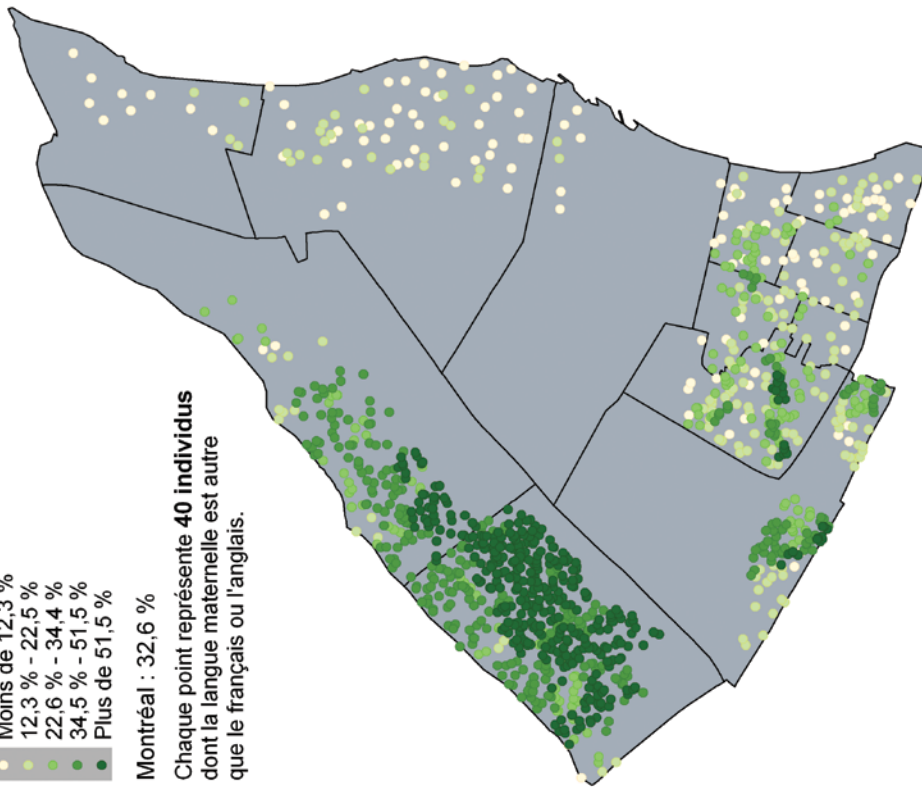 Moins de 12,3 %
12,3 % - 22,5 %
22,6 % - 34,4 %
34,5 % - 51,5 %
Plus de 51,5 %
Montréal : 32,6 %
Chaque point représente 40 individus
dont la langue maternelle est autre
que le français ou l'anglais.